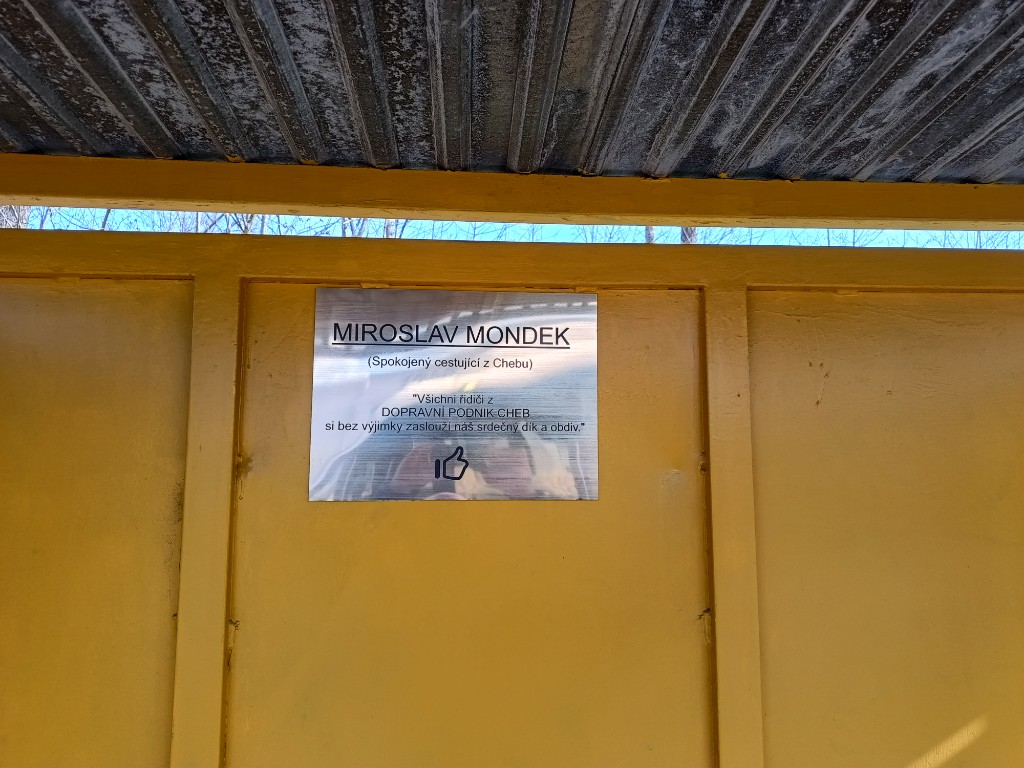 MIROSLAV MONDEK
(Spokojený cestující z Chebu)
"Všichni řidiči z
DOPRAVNÍ PODNIK CHEB
si bez výjimky zaslouží náš srdečný dík a obdiv."